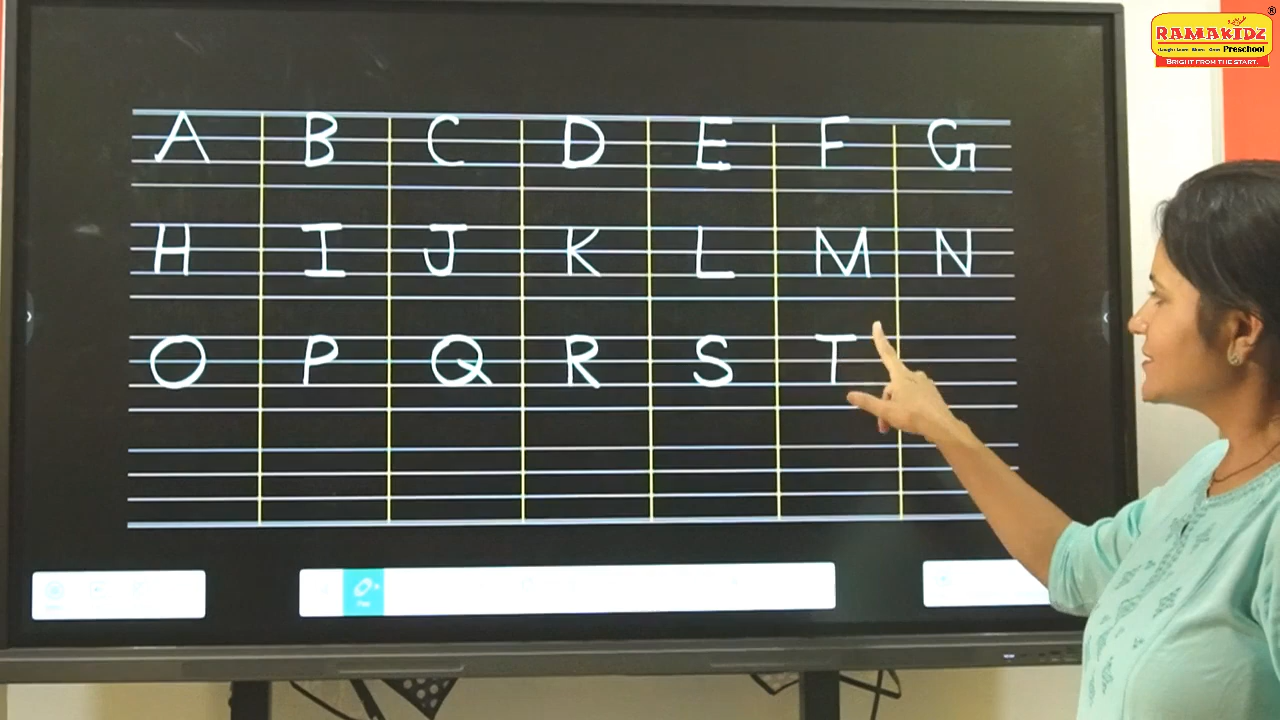 RAMAKIDZ
Preschool
BRIGHT FROM THE START.
A B C D E F G
H I J K L M N
O P Q R S T